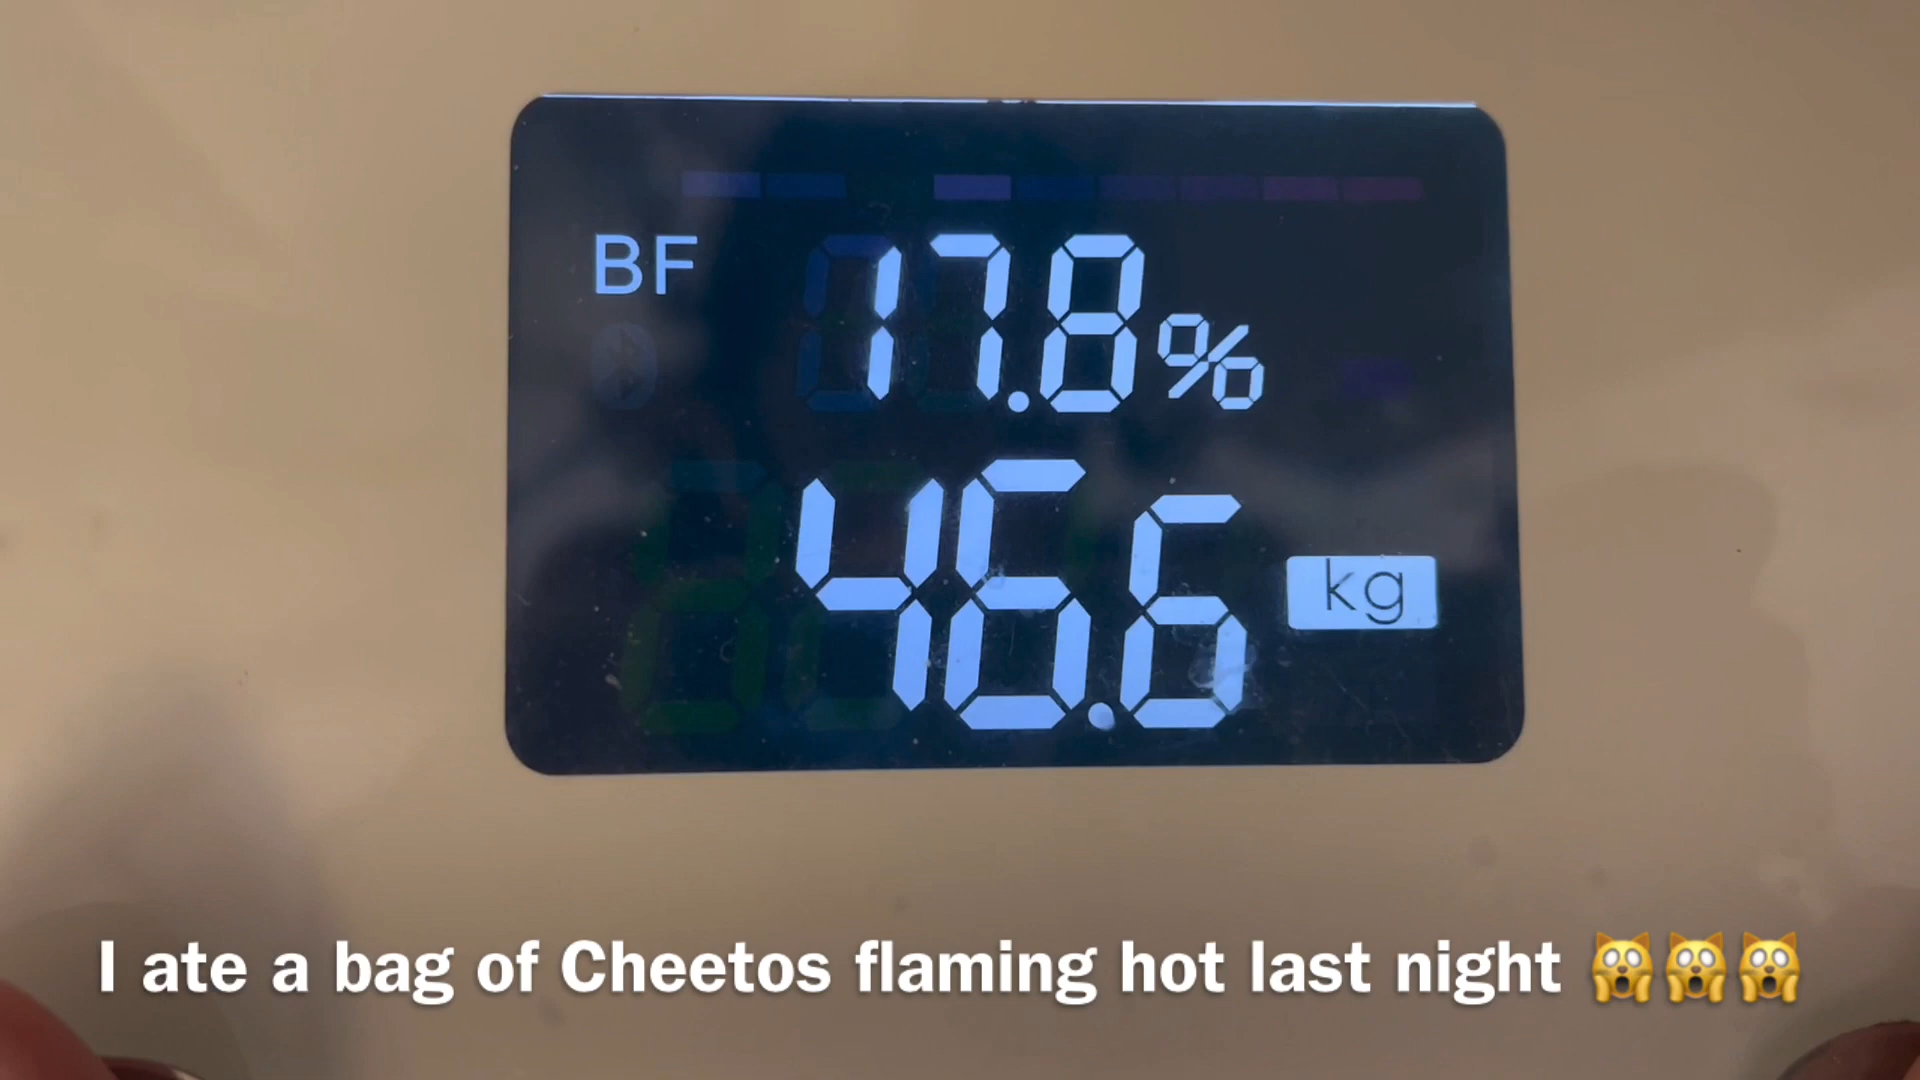 BF 17.8%
46.6 kg
I ate a bag of Cheetos flaming hot last night 🙀🙀🙀